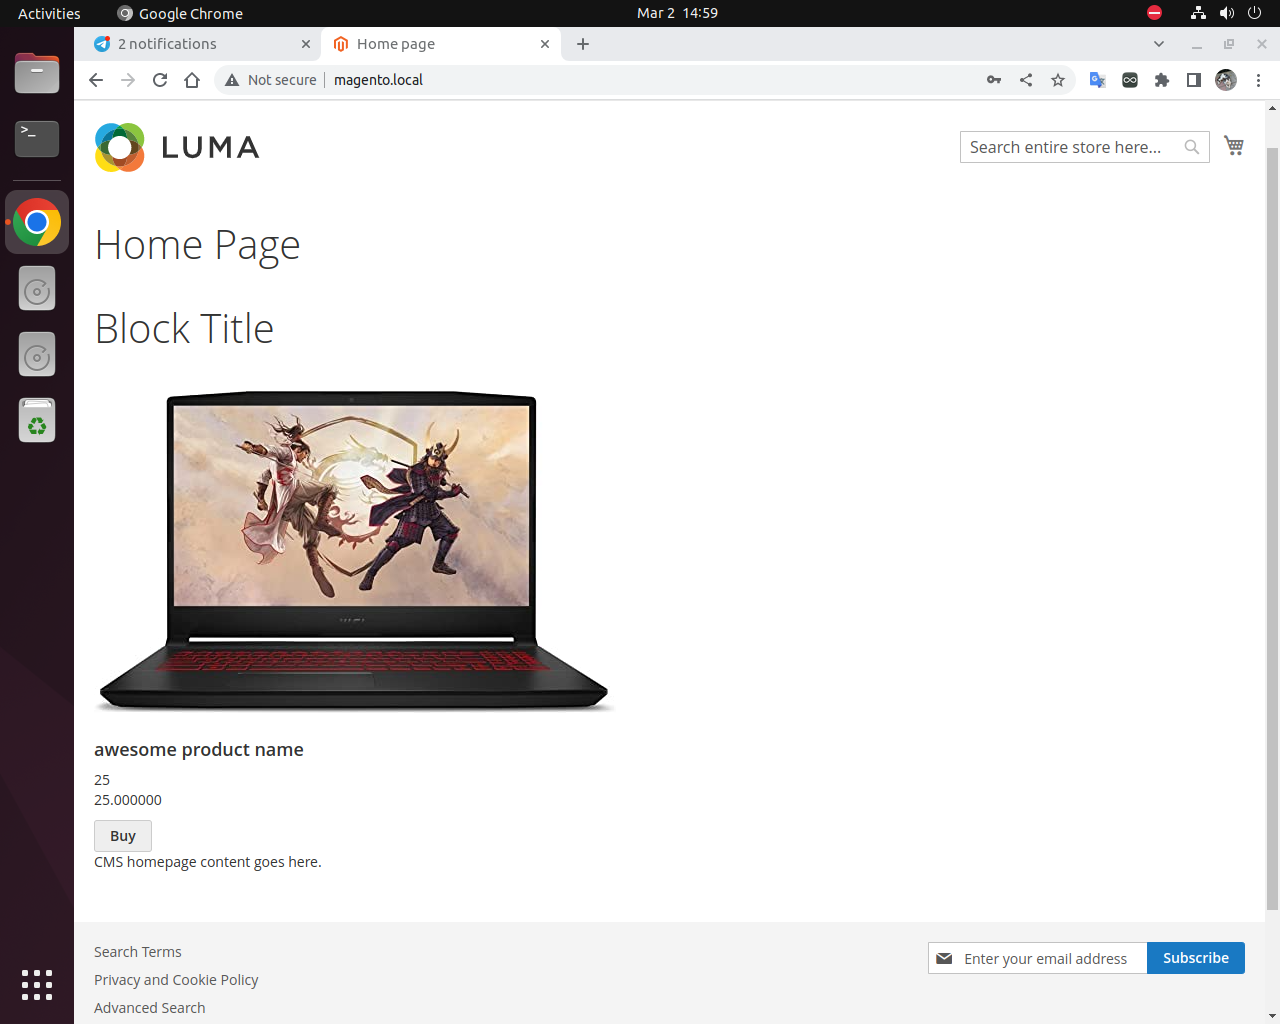 Activities
Google Chrome
Mar 2 14:59
2 notifications
Home page
Not secure
magento.local
LUMA
Search entire store here...
Home Page
Block Title
awesome product name
25
25.000000
Buy
CMS homepage content goes here.
Search Terms
Enter your email address
Subscribe
Privacy and Cookie Policy
Advanced Search